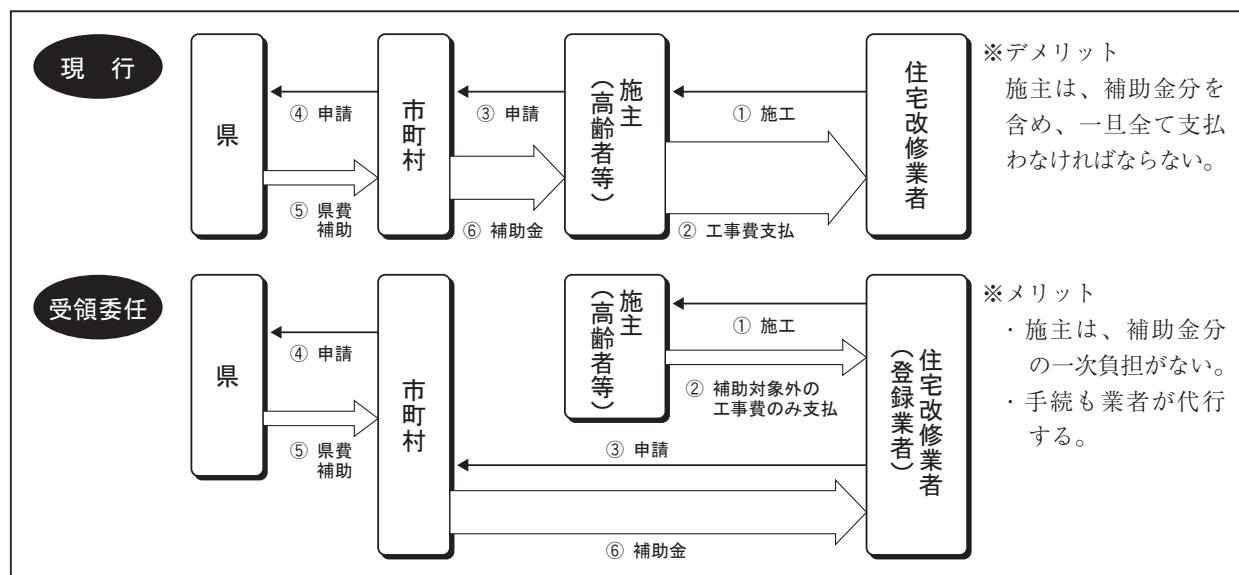 現 行
県
④ 申請
⑤ 県費
補助
市町村
③ 申請
⑥ 補助金
施主
（高齢者等）
① 施工
② 工事費支払
住宅改修業者
※デメリット
施主は、補助金分を
含め、一旦全て支払
わなければならない。
受領委任
県
④ 申請
⑤ 県費
補助
市町村
施主
（高齢者等）
① 施工
② 補助対象外の
工事費のみ支払
③ 申請
⑥ 補助金
住宅改修業者
（登録業者）
※メリット
・施主は、補助金分
の一次負担がない。
・手続も業者が代行
する。